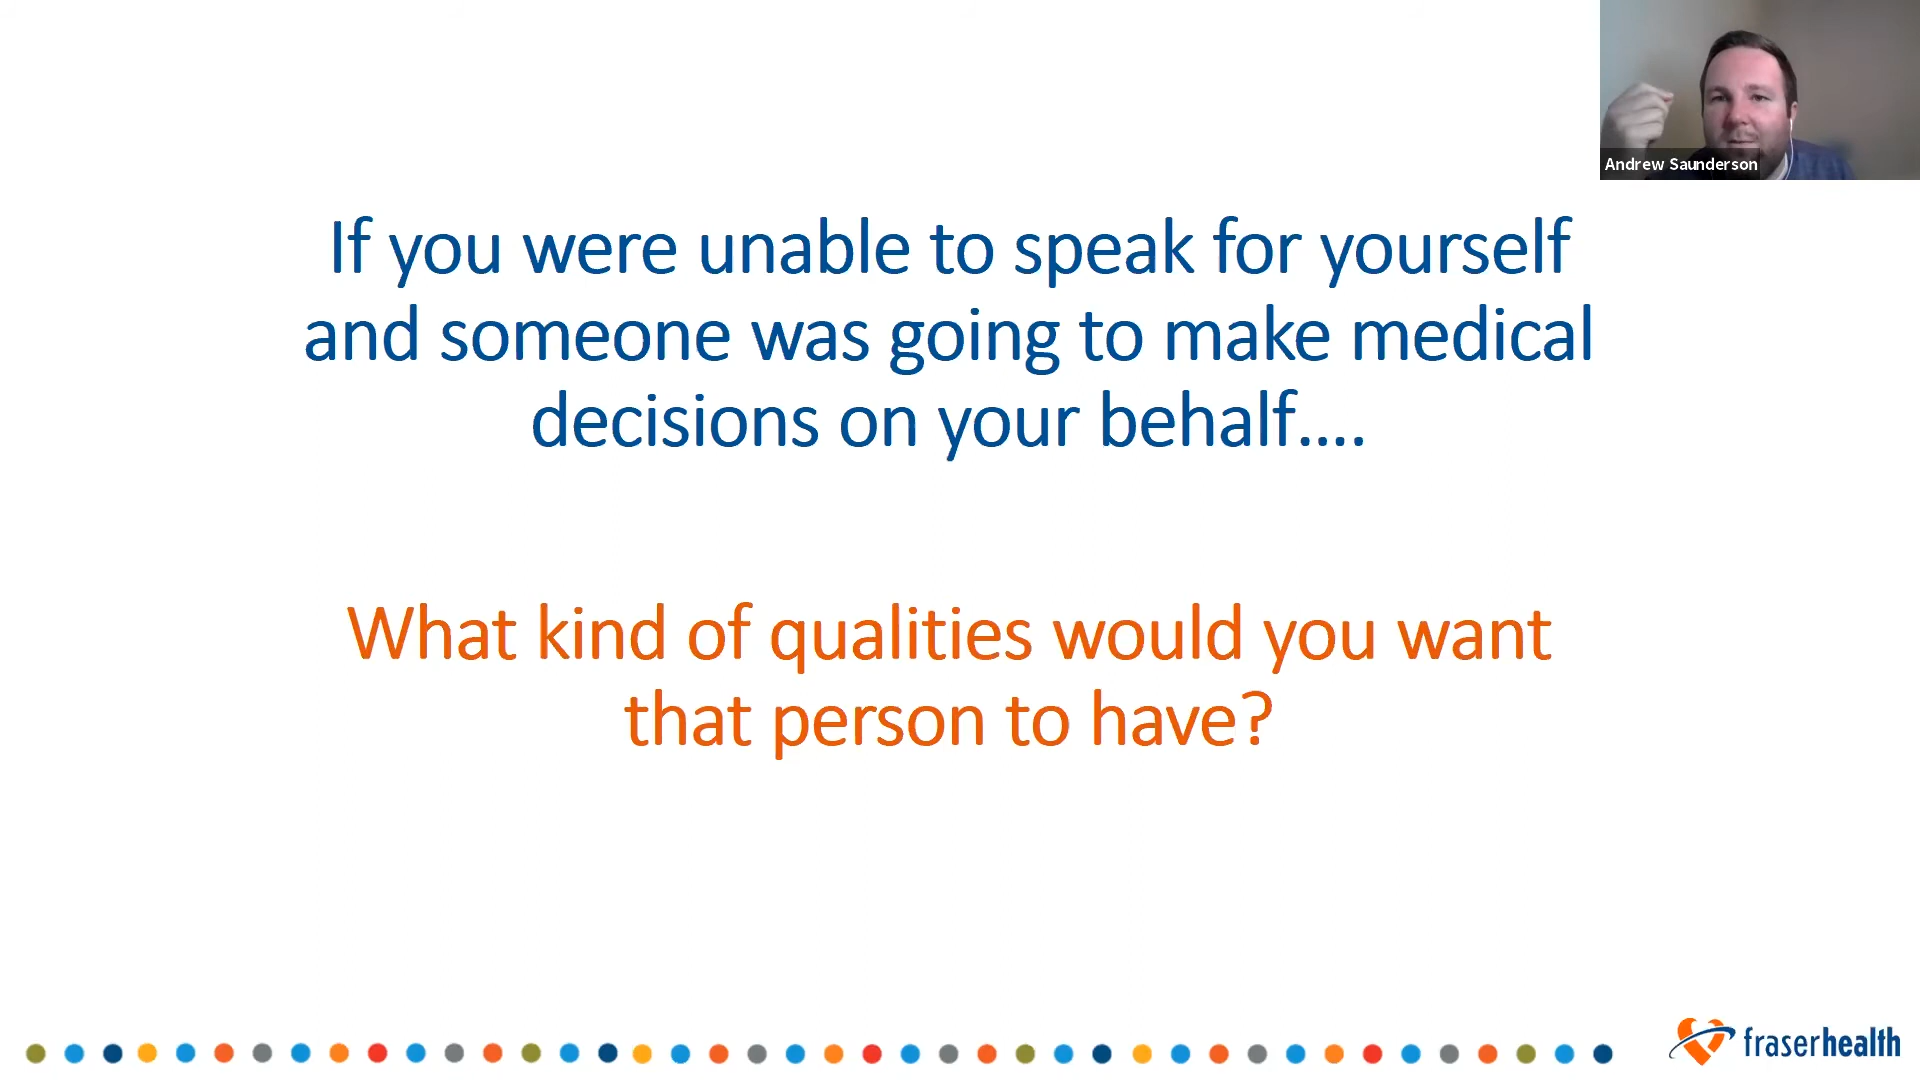 Andrew Saunderson
If you were unable to speak for yourself
and someone was going to make medical
decisions on your behalf....
What kind of qualities would you want
that person to have?
fraserhealth